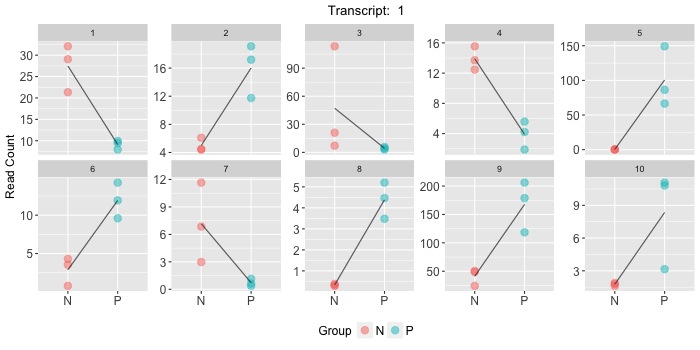 Transcript: 1
1 2 3 4 5
30 25 20 15 10
16 12 8 4
90 60 30 0
16 12 8 4
150 100 50 0
Read Count
6 7 8 9 10
10 5
12 9 6 3 0
5 4 3 2 1
200 150 100 50
9 6 3
N P N P N P N P N P
Group N P